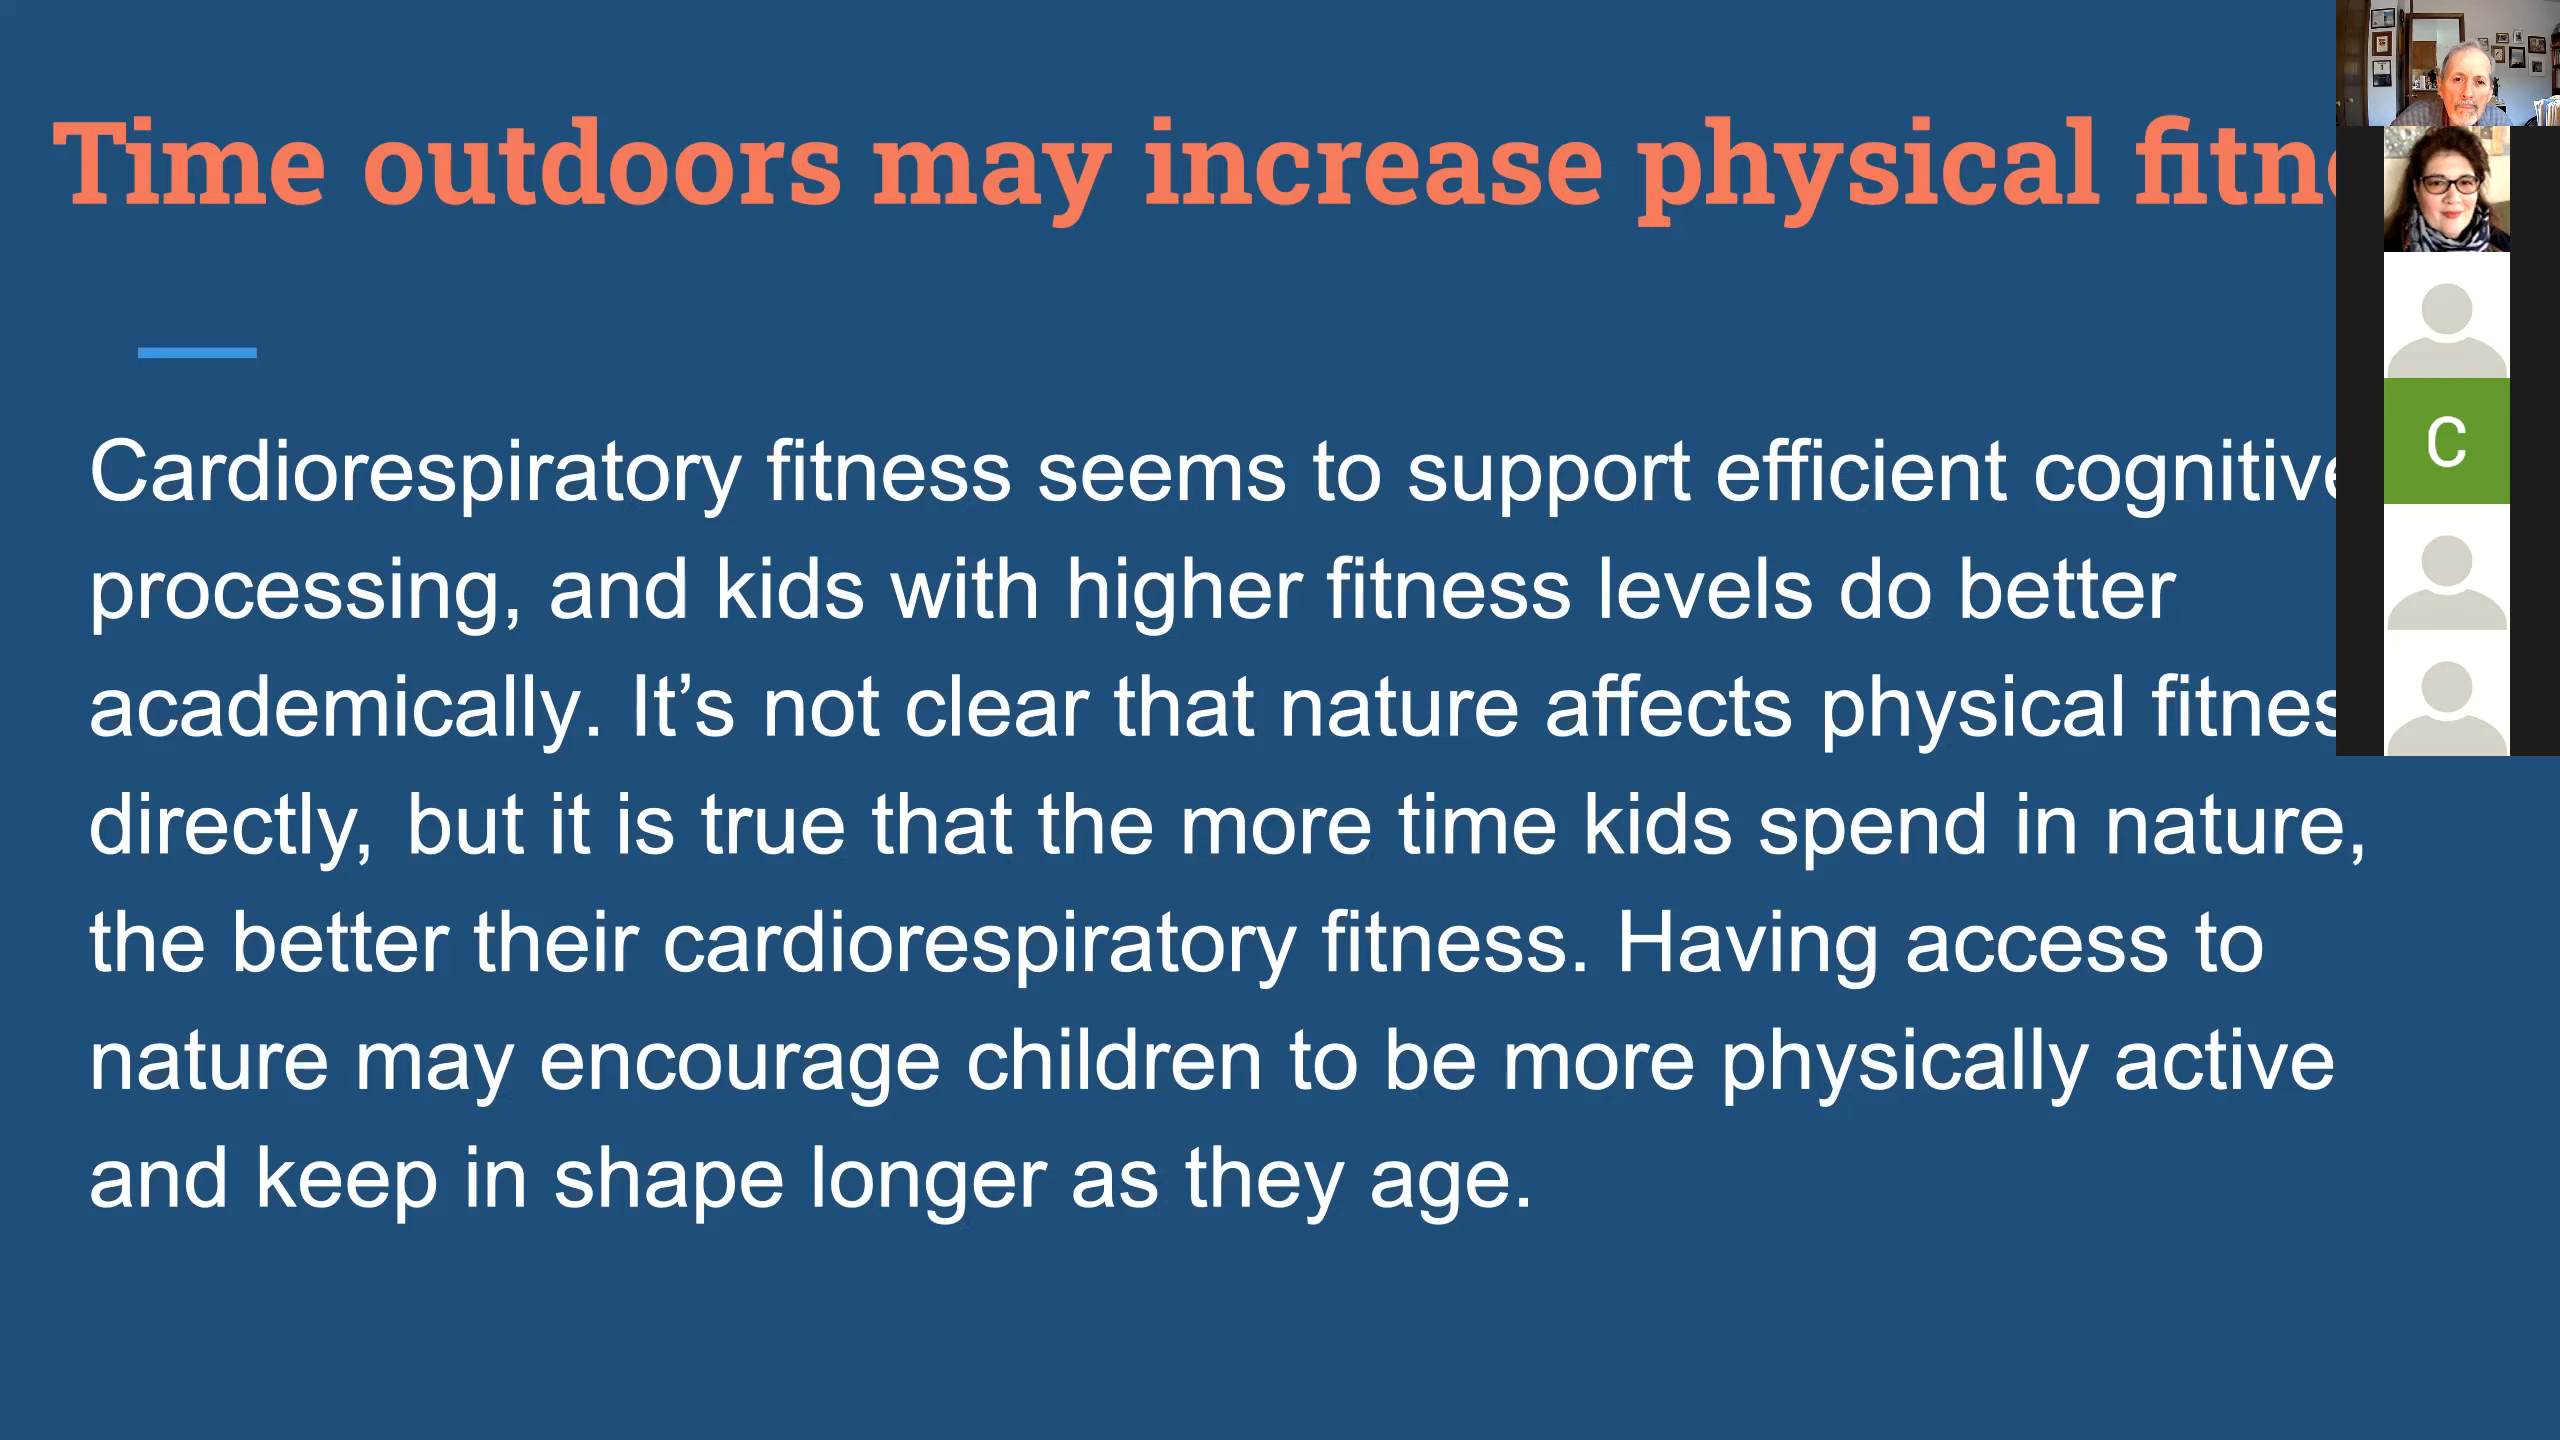 Time outdoors may increase physical fitn
Cardiorespiratory fitness seems to support efficient cognitive
processing, and kids with higher fitness levels do better
academically. It’s not clear that nature affects physical fitnes
directly, but it is true that the more time kids spend in nature,
the better their cardiorespiratory fitness. Having access to
nature may encourage children to be more physically active
and keep in shape longer as they age.
C